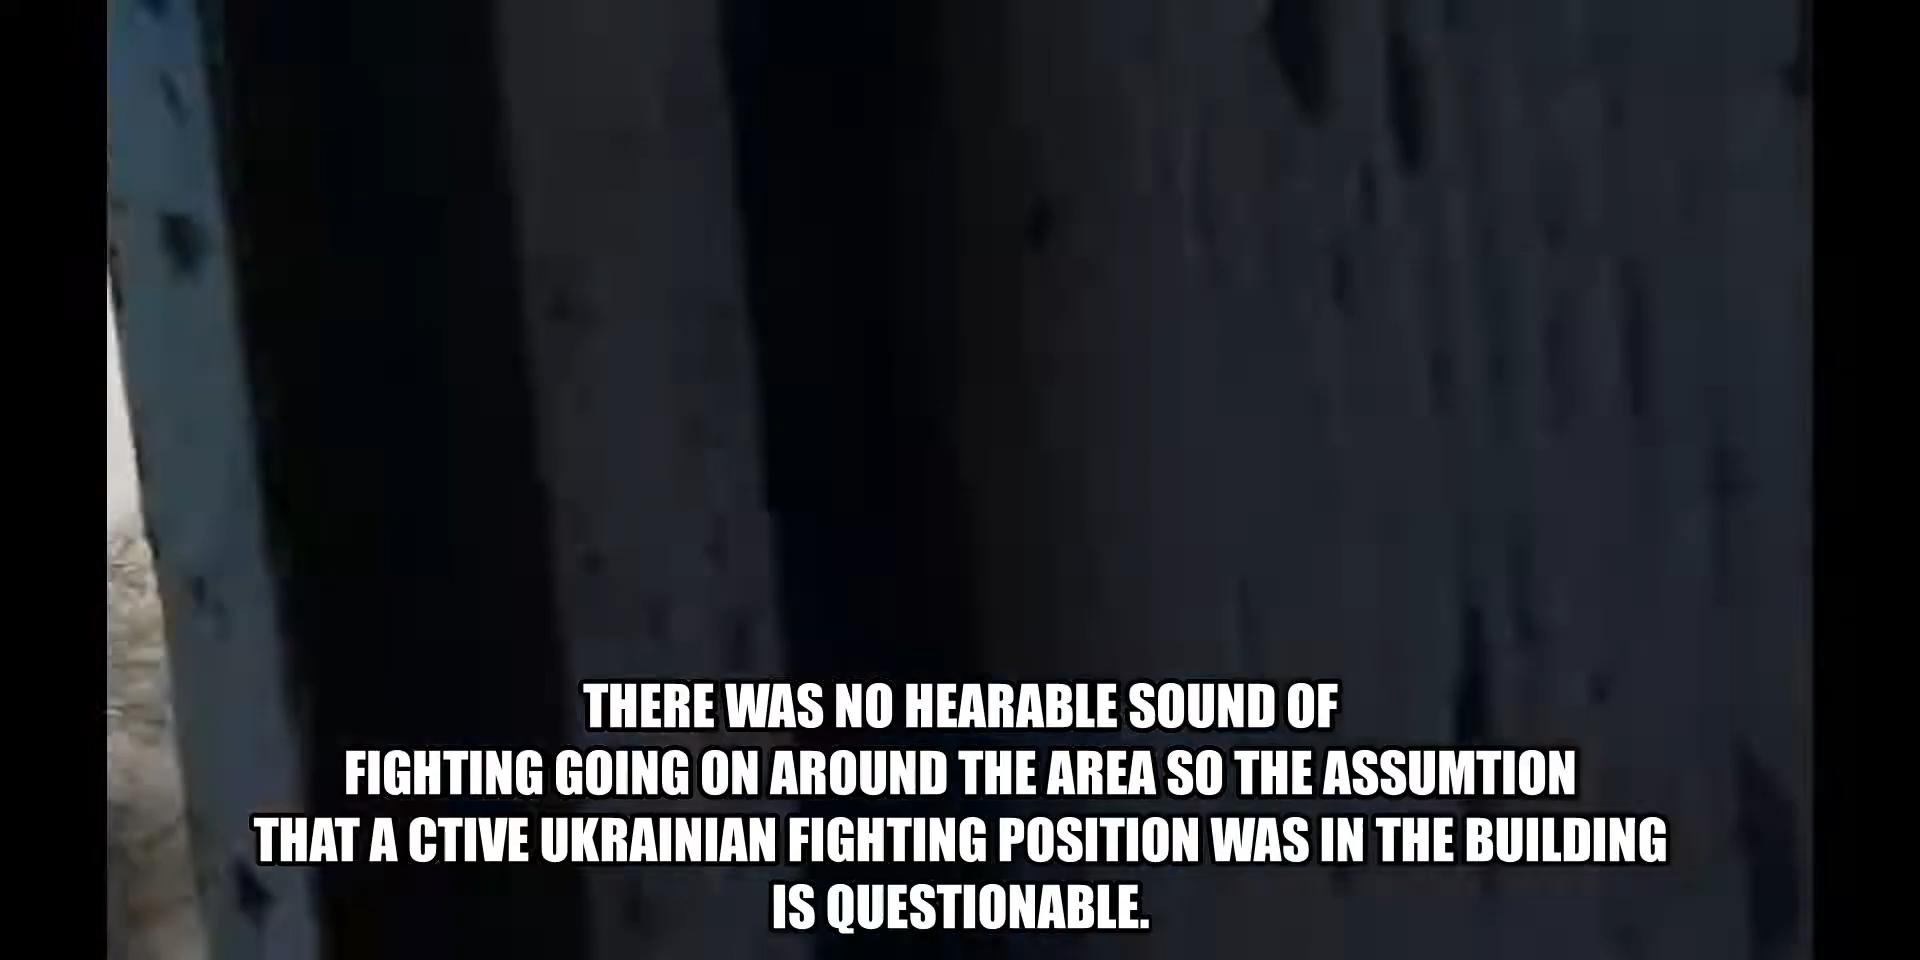 THERE WAS NO HEARABLE SOUND OF
FIGHTING GOING ON AROUND THE AREA SO THE ASSUMTION
THAT A CTIVE UKRAINIAN FIGHTING POSITION WAS IN THE BUILDING
IS QUESTIONABLE.